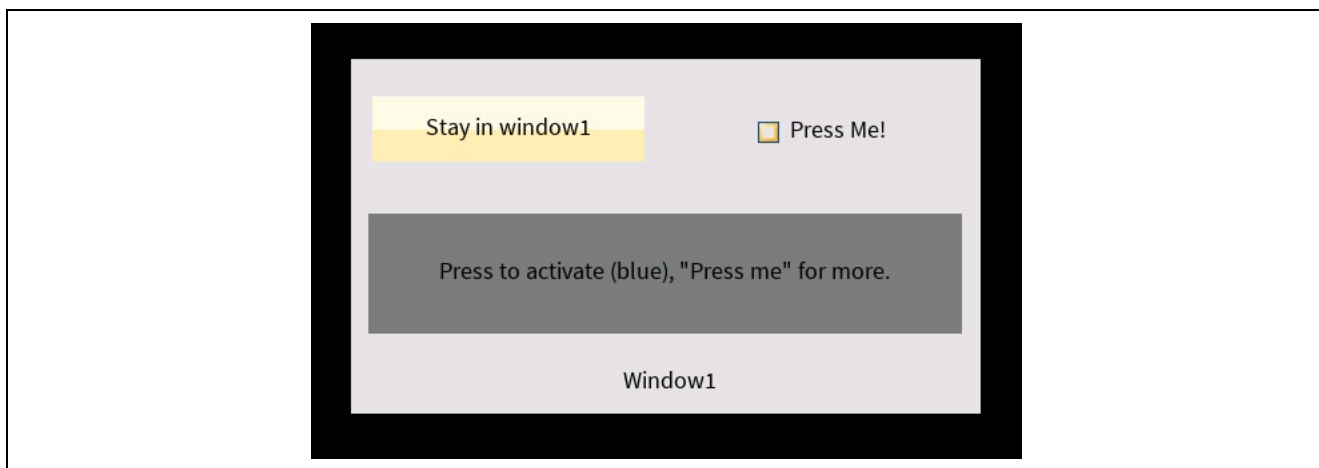 Stay in window1
Press Me!
Press to activate (blue), "Press me" for more.
Window1